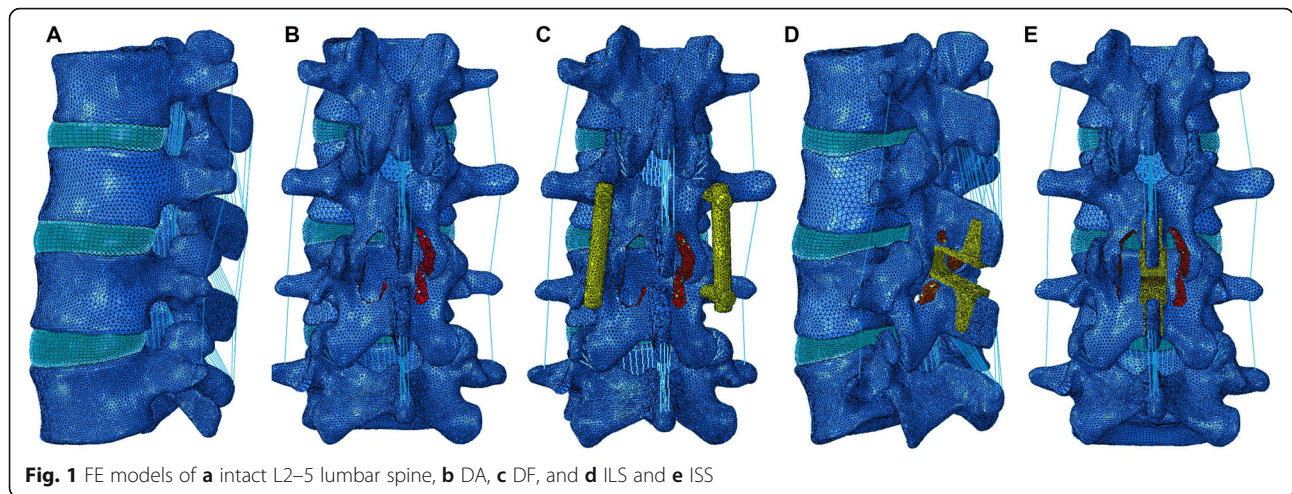 A B C D E
Fig. 1 FE models of a intact L2–5 lumbar spine, b DA, c DF, and d ILS and e ISS